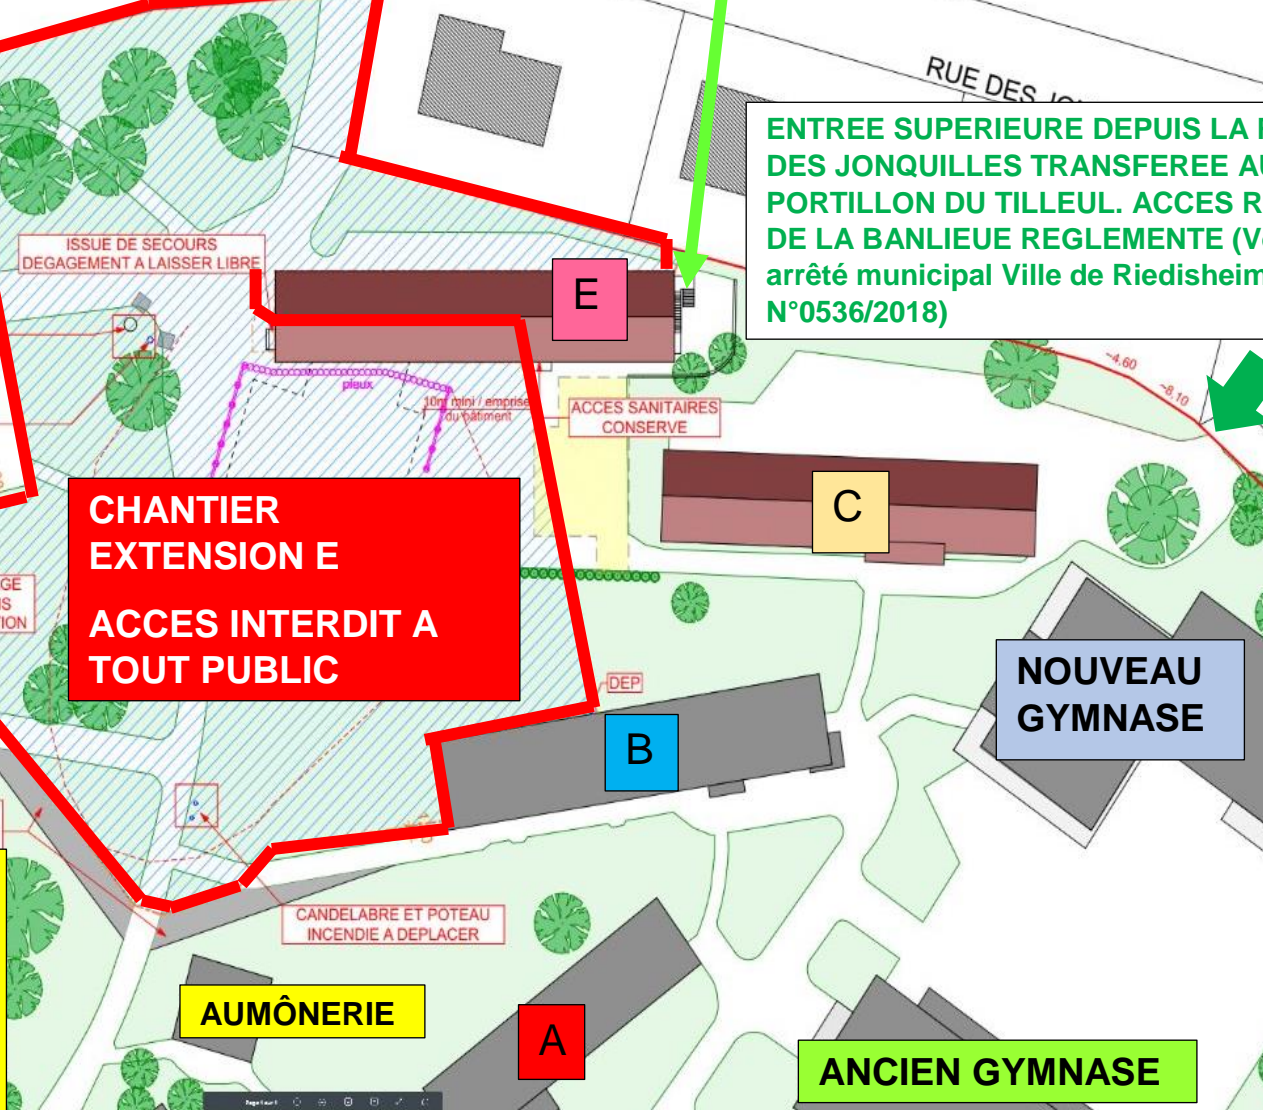 RUE DES
ENTREE SUPERIEURE DEPUIS LA
DES JONQUILLES TRANSFEREE
PORTILLON DU TILLEUL. ACCES
DE LA BANLIEUE REGLEMENTE
arrêté municipal Ville de Riedisheim
N°0536/2018)
ISSUE DE SECOURS
DEGAGEMENT A LAISSER LIBRE
E
~4.60
~8.10
pieux
10m mini / emprise
du bâtiment
ACCES SANITAIRES
CONSERVE
C
CHANTIER
EXTENSION E
ACCES INTERDIT A
TOUT PUBLIC
DEP
NOUVEAU
GYMNASE
B
CANDELABRE ET POTEAU
INCENDIE A DEPLACER
AUMÔNERIE
A
ANCIEN GYMNASE